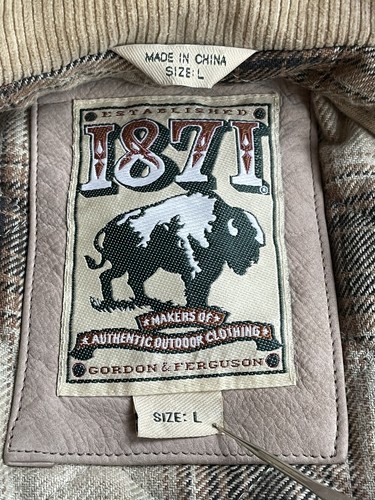 MADE IN CHINA
SIZE: L
ESTABLISHED
1871®
MAKERS OF
AUTHENTIC OUTDOOR CLOTHING
GORDON & FERGUSON
SIZE: L